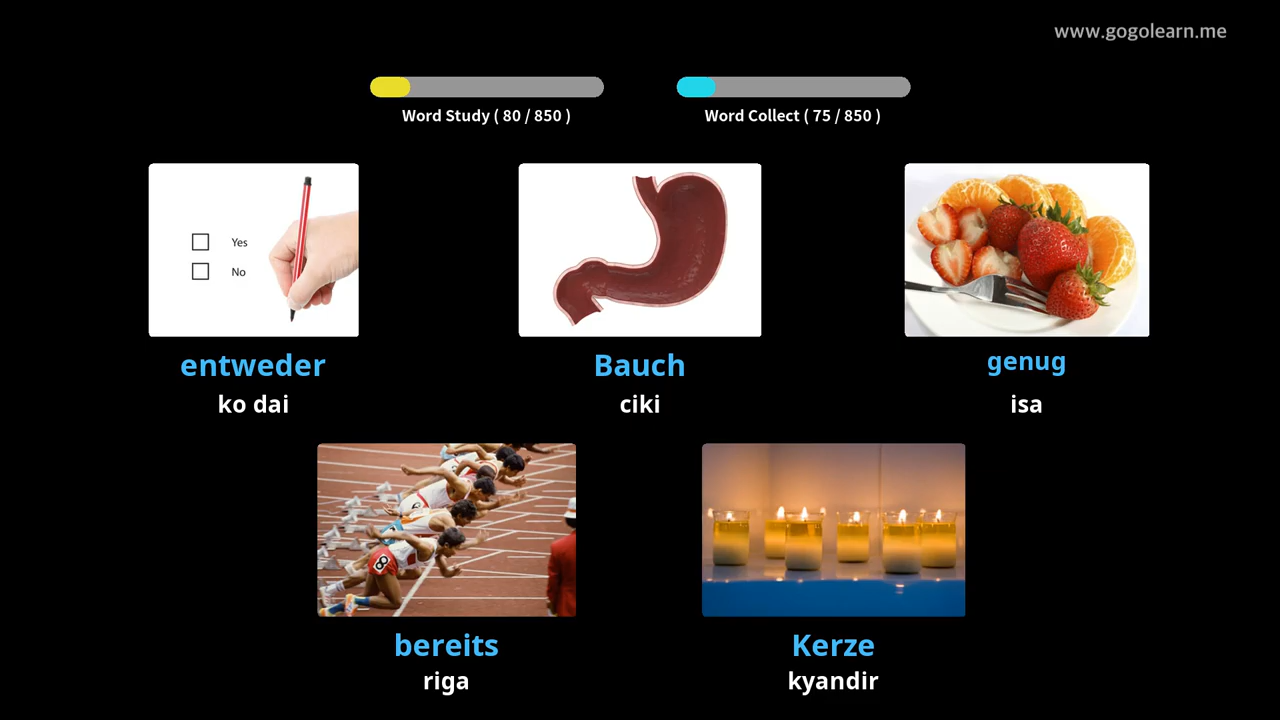 www.gogolearn.me
Word Study ( 80 / 850 )
Word Collect ( 75 / 850 )
Yes
No
entweder
ko dai
Bauch
ciki
genug
isa
8
bereits
riga
Kerze
kyandir